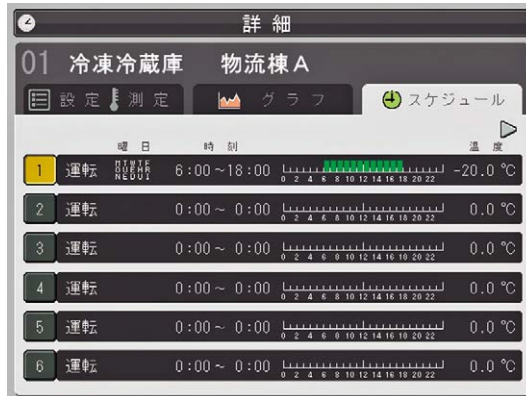 詳細
01 冷凍冷蔵庫 物流棟A
設定 測定 グラフ スケジュール
曜日 時刻 温度
1 運転 MON TUE WED THU FRI 6:00~18:00 0 2 4 6 8 10 12 14 16 18 20 22 -20.0 ℃
2 運転 0:00~ 0:00 0 2 4 6 8 10 12 14 16 18 20 22 0.0 ℃
3 運転 0:00~ 0:00 0 2 4 6 8 10 12 14 16 18 20 22 0.0 ℃
4 運転 0:00~ 0:00 0 2 4 6 8 10 12 14 16 18 20 22 0.0 ℃
5 運転 0:00~ 0:00 0 2 4 6 8 10 12 14 16 18 20 22 0.0 ℃
6 運転 0:00~ 0:00 0 2 4 6 8 10 12 14 16 18 20 22 0.0 ℃